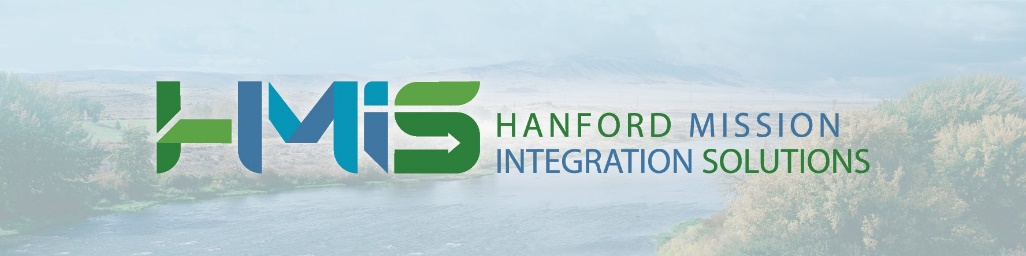 HMiS
HANFORD MISSION
INTEGRATION SOLUTIONS